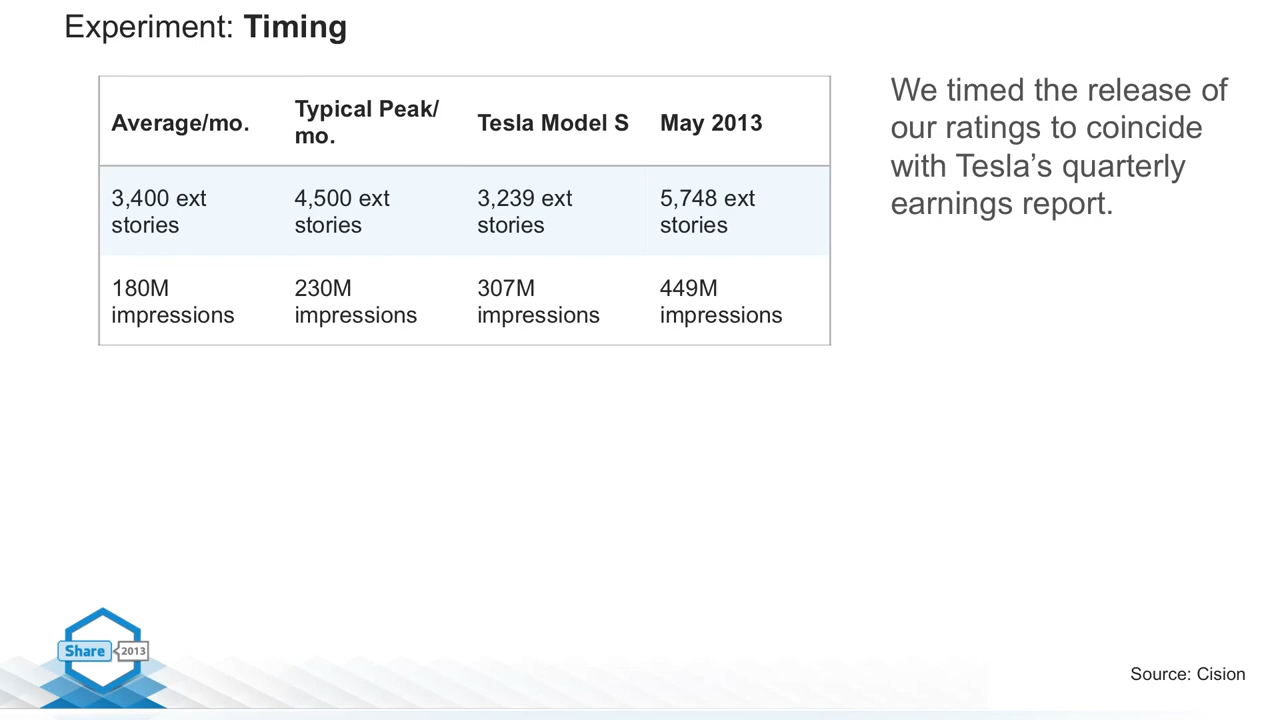 Experiment: Timing
Average/mo.
Typical Peak/
mo.
Tesla Model S
May 2013
3,400 ext
stories
4,500 ext
stories
3,239 ext
stories
5,748 ext
stories
180M
impressions
230M
impressions
307M
impressions
449M
impressions
We timed the release of
our ratings to coincide
with Tesla’s quarterly
earnings report.
Share
2013
Source: Cision